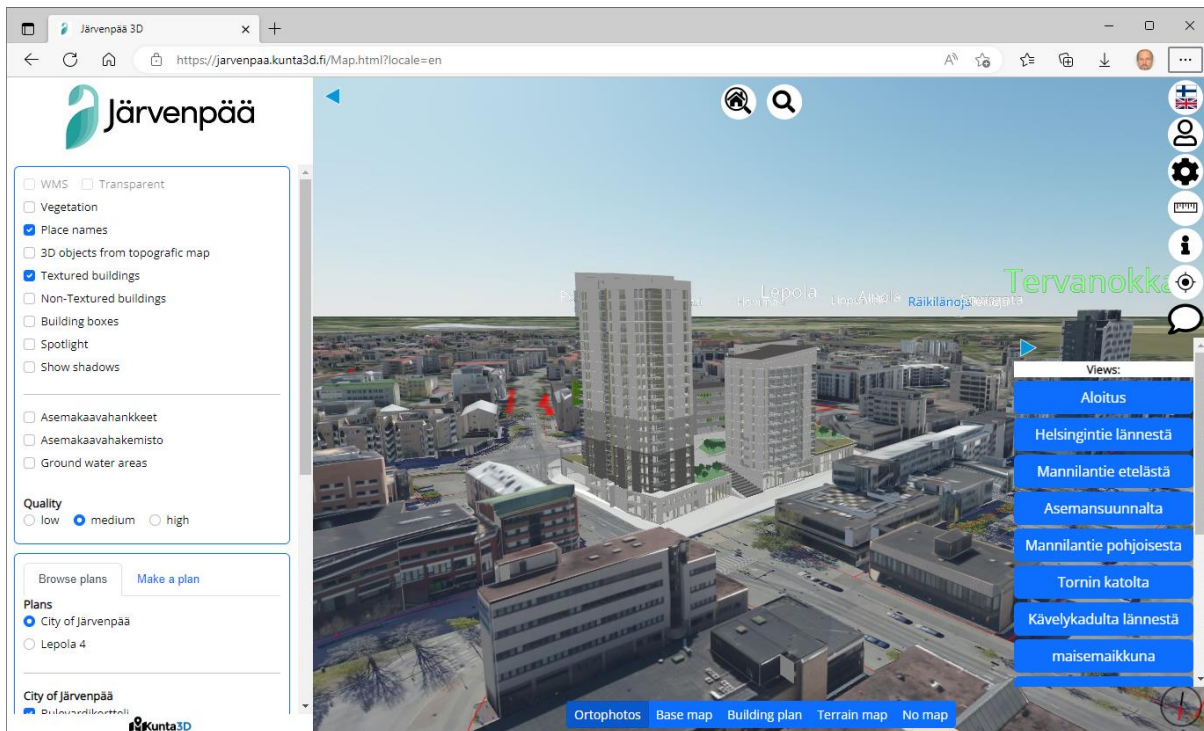 Järvenpää 3D
https://jarvenpaa.kunta3d.fi/Map.html?locale=en
Järvenpää
WMS Transparent
Vegetation
Place names
3D objects from topografic map
Textured buildings
Non-Textured buildings
Building boxes
Spotlight
Show shadows
Asemakaavahankkeet
Asemakaavahakemisto
Ground water areas
Quality
low medium high
Browse plans Make a plan
Plans
City of Järvenpää
Lepola 4
City of Järvenpää
Pulevardikortteli
Kunta3D
Tervanokka
Lepola
Räikilänoja
Views:
Aloitus
Helsingintie lännestä
Mannilantie etelästä
Asemansuunnalta
Mannilantie pohjoisesta
Tornin katolta
Kävelykadulta lännestä
maisemaikkuna
Ortophotos Base map Building plan Terrain map No map